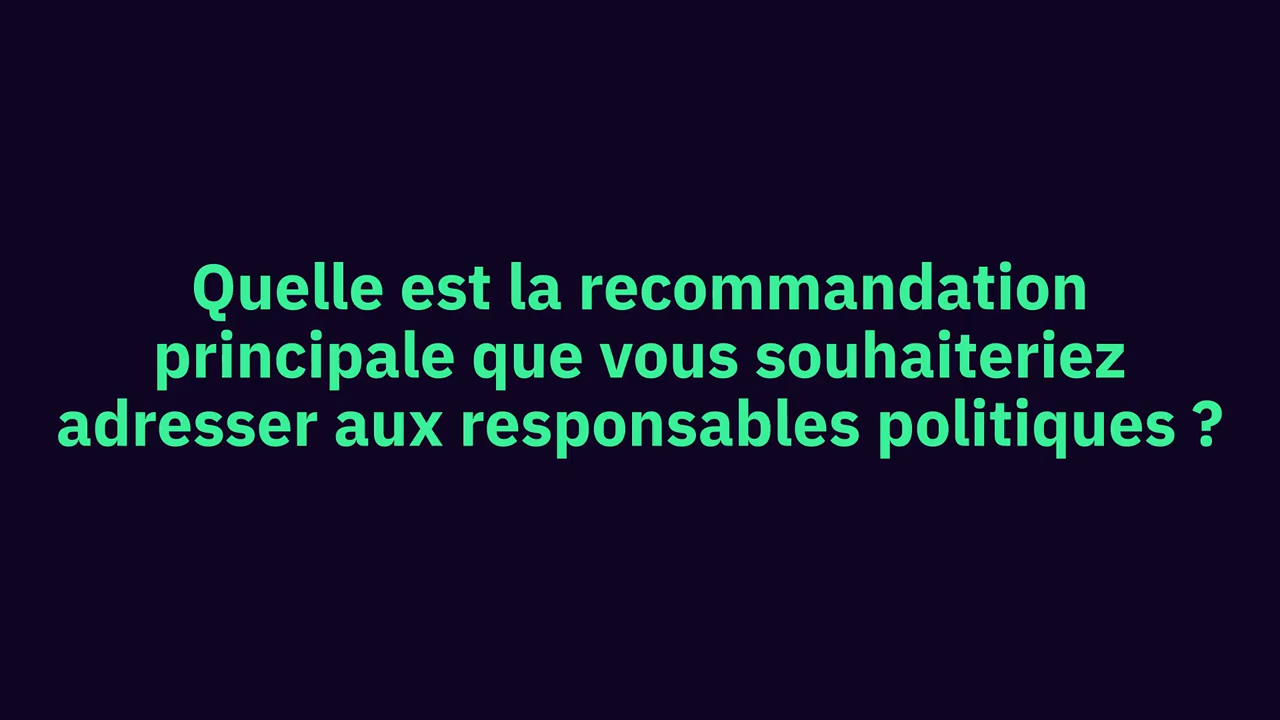 Quelle est la recommandation
principale que vous souhaiteriez
adresser aux responsables politiques ?